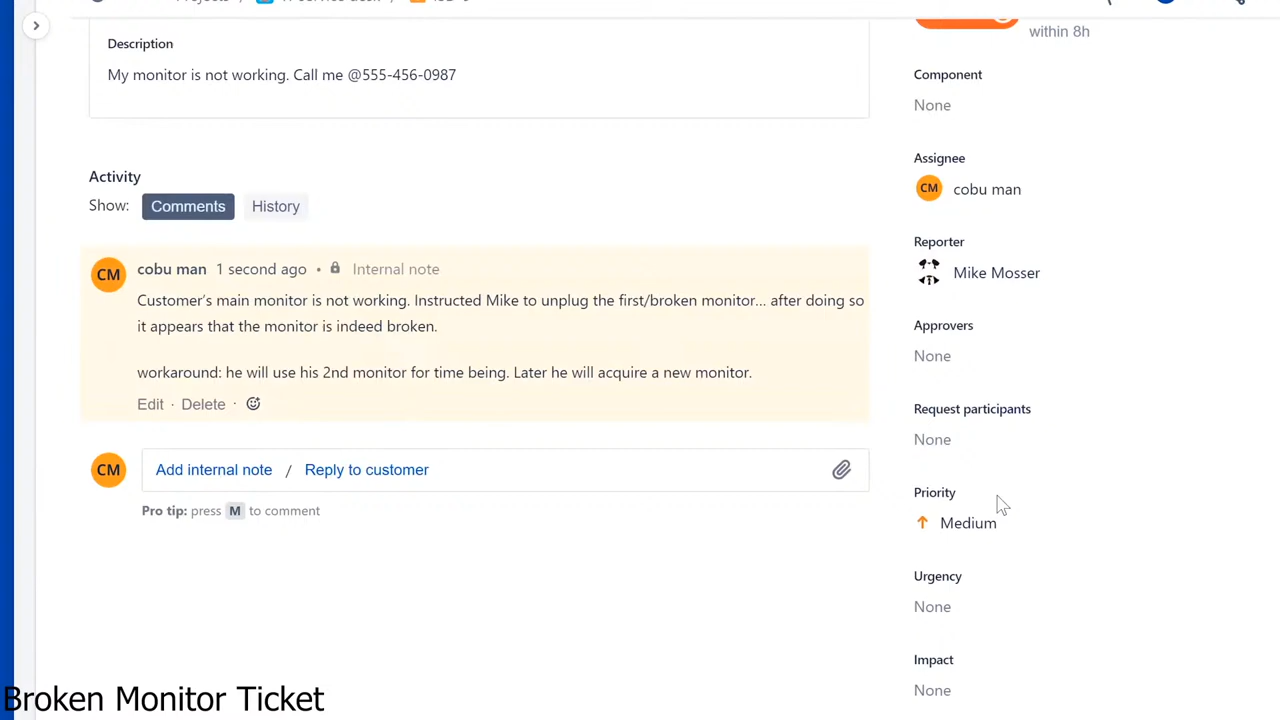 Description
My monitor is not working. Call me @555-456-0987
Activity
Show: Comments History
CM cobu man 1 second ago • Internal note
Customer's main monitor is not working. Instructed Mike to unplug the first/broken monitor... after doing so
it appears that the monitor is indeed broken.
workaround: he will use his 2nd monitor for time being. Later he will acquire a new monitor.
Edit · Delete ·
CM Add internal note / Reply to customer
Pro tip: press M to comment
within 8h
Component
None
Assignee
CM cobu man
Reporter
Mike Mosser
Approvers
None
Request participants
None
Priority
Medium
Urgency
None
Impact
None
Broken Monitor Ticket